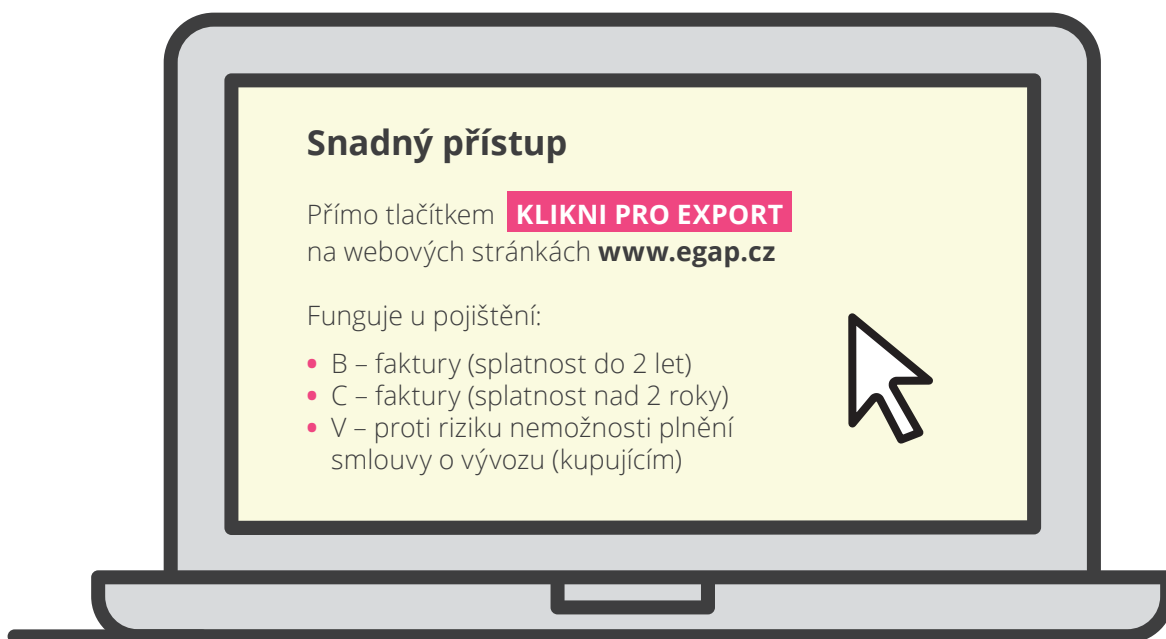 Snadný přístup
Přímo tlačítkem KLIKNI PRO EXPORT
na webových stránkách www.egap.cz
Funguje u pojištění:
• B – faktury (splatnost do 2 let)
• C – faktury (splatnost nad 2 roky)
• V – proti riziku nemožnosti plnění
smlouvy o vývozu (kupujícím)